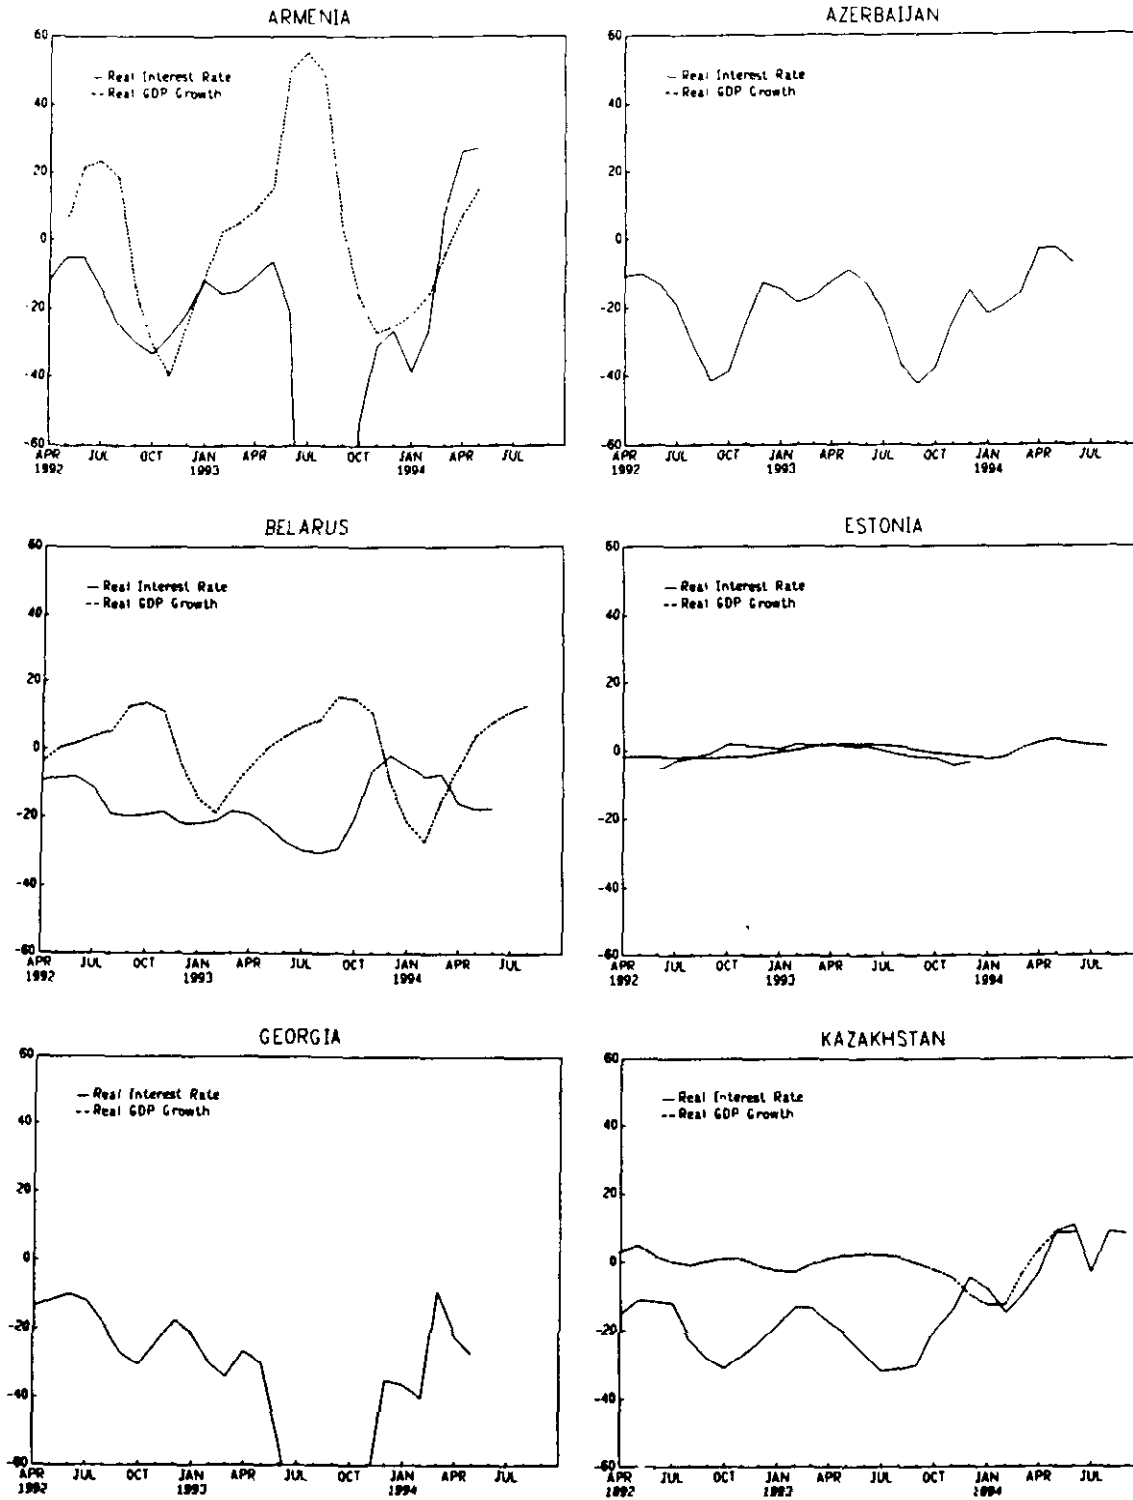 ARMENIA
60
40
20
0
-20
-40
-60
Real Interest Rate
Real GDP Growth
APR JUL OCT JAN APR JUL OCT JAN APR JUL
1992 1993 1994
AZERBAIJAN
60
40
20
0
-20
-40
-60
Real Interest Rate
Real GDP Growth
APR JUL OCT JAN APR JUL OCT JAN APR JUL
1992 1993 1994
BELARUS
60
40
20
0
-20
-40
-60
Real Interest Rate
Real GDP Growth
APR JUL OCT JAN APR JUL OCT JAN APR JUL
1992 1993 1994
ESTONIA
60
40
20
0
-20
-40
-60
Real Interest Rate
Real GDP Growth
APR JUL OCT JAN APR JUL OCT JAN APR JUL
1992 1993 1994
GEORGIA
60
40
20
0
-20
-40
-60
Real Interest Rate
Real GDP Growth
APR JUL OCT JAN APR JUL OCT JAN APR JUL
1992 1993 1994
KAZAKHSTAN
60
40
20
0
-20
-40
-60
Real Interest Rate
Real GDP Growth
APR JUL OCT JAN APR JUL OCT JAN APR JUL
1992 1993 1994